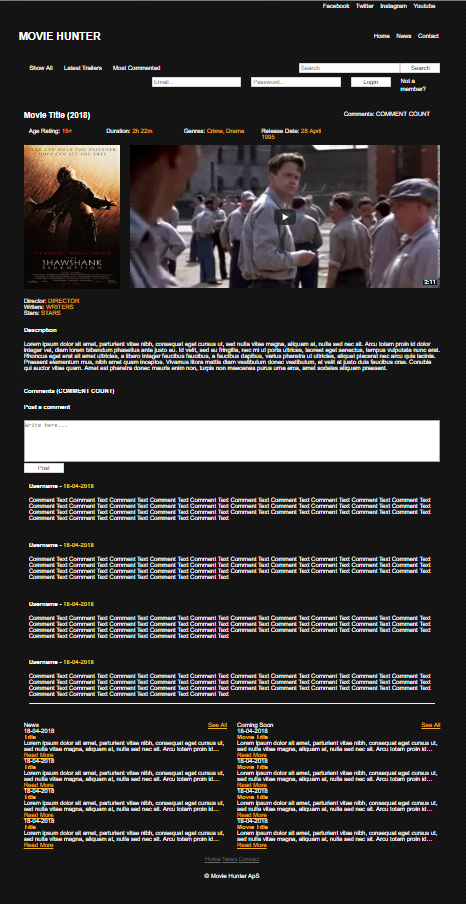 Facebook Twitter Instagram Youtube
MOVIE HUNTER
Home News Contact
Show All Latest Trailers Most Commented
Search Search
Email... Password... Login Not a
member?
Movie Title (2018) Comments: COMMENT COUNT
Age Rating: 15+ Duration: 2h 22m Genres: Crime, Drama Release Date: 28 April
1995
FEAR CAN HOLD YOU PRISONER.
HOPE CAN SET YOU FREE.
THE
SHAWSHANK
REDEMPTION
2:11
Director: DIRECTOR
Writers: WRITERS
Stars: STARS
Description
Lorem ipsum dolor sit amet, parturient vitae nibh, consequat eget cursus ut, sed nulla vitae magna, aliquam at, nulla sed nec sit. Arcu totam proin id dolor
integer vel, diam lorem bibendum phasellus ante justo eu. Id velit, sed eu fringilla, nec mi ut porta ultrices, laoreet eget senectus, tempus vulputate nunc erat.
Rhoncus eget erat sit amet ultricies, a libero integer faucibus faucibus, a faucibus dapibus, varius pharetra ut ultricies, aliquet placerat nec arcu quis lacinia.
Praesent elementum mus, nibh amet quam inceptos. Vivamus litora mattis diam vestibulum donec vestibulum, at velit at justo duis faucibus cras. Conubia
qui auctor vitae quam. Amet est pharetra donec mauris enim non, turpis non maecenas purus urna eros, amet sodales aliquam praesent.
Comments (COMMENT COUNT)
Post a comment
Write here...
Post
Username - 18-04-2018
Comment Text Comment Text Comment Text Comment Text Comment Text Comment Text Comment Text Comment Text Comment Text Comment Text
Comment Text Comment Text Comment Text Comment Text Comment Text Comment Text Comment Text Comment Text Comment Text Comment Text
Comment Text Comment Text Comment Text Comment Text Comment Text Comment Text Comment Text Comment Text Comment Text Comment Text
Comment Text Comment Text Comment Text Comment Text Comment Text
Username - 18-04-2018
Comment Text Comment Text Comment Text Comment Text Comment Text Comment Text Comment Text Comment Text Comment Text Comment Text
Comment Text Comment Text Comment Text Comment Text Comment Text Comment Text Comment Text Comment Text Comment Text Comment Text
Comment Text Comment Text Comment Text Comment Text Comment Text Comment Text Comment Text Comment Text Comment Text Comment Text
Comment Text Comment Text Comment Text Comment Text Comment Text
Username - 18-04-2018
Comment Text Comment Text Comment Text Comment Text Comment Text Comment Text Comment Text Comment Text Comment Text Comment Text
Comment Text Comment Text Comment Text Comment Text Comment Text Comment Text Comment Text Comment Text Comment Text Comment Text
Comment Text Comment Text Comment Text Comment Text Comment Text Comment Text Comment Text Comment Text Comment Text Comment Text
Comment Text Comment Text Comment Text Comment Text Comment Text
Username - 18-04-2018
Comment Text Comment Text Comment Text Comment Text Comment Text Comment Text Comment Text Comment Text Comment Text Comment Text
Comment Text Comment Text Comment Text Comment Text Comment Text Comment Text Comment Text Comment Text Comment Text Comment Text
Comment Text Comment Text Comment Text Comment Text Comment Text Comment Text Comment Text Comment Text Comment Text Comment Text
Comment Text Comment Text Comment Text Comment Text Comment Text
News See All
18-04-2018
Title
Lorem ipsum dolor sit amet, parturient vitae nibh, consequat eget cursus ut,
sed nulla vitae magna, aliquam at, nulla sed nec sit. Arcu totam proin id...
Read More
18-04-2018
Title
Lorem ipsum dolor sit amet, parturient vitae nibh, consequat eget cursus ut,
sed nulla vitae magna, aliquam at, nulla sed nec sit. Arcu totam proin id...
Read More
18-04-2018
Title
Lorem ipsum dolor sit amet, parturient vitae nibh, consequat eget cursus ut,
sed nulla vitae magna, aliquam at, nulla sed nec sit. Arcu totam proin id...
Read More
18-04-2018
Title
Lorem ipsum dolor sit amet, parturient vitae nibh, consequat eget cursus ut,
sed nulla vitae magna, aliquam at, nulla sed nec sit. Arcu totam proin id...
Read More
Coming Soon See All
18-04-2018
Movie Title
Lorem ipsum dolor sit amet, parturient vitae nibh, consequat eget cursus ut,
sed nulla vitae magna, aliquam at, nulla sed nec sit. Arcu totam proin id...
Read More
18-04-2018
Movie Title
Lorem ipsum dolor sit amet, parturient vitae nibh, consequat eget cursus ut,
sed nulla vitae magna, aliquam at, nulla sed nec sit. Arcu totam proin id...
Read More
18-04-2018
Movie Title
Lorem ipsum dolor sit amet, parturient vitae nibh, consequat eget cursus ut,
sed nulla vitae magna, aliquam at, nulla sed nec sit. Arcu totam proin id...
Read More
18-04-2018
Movie Title
Lorem ipsum dolor sit amet, parturient vitae nibh, consequat eget cursus ut,
sed nulla vitae magna, aliquam at, nulla sed nec sit. Arcu totam proin id...
Read More
Home News Contact
© Movie Hunter ApS